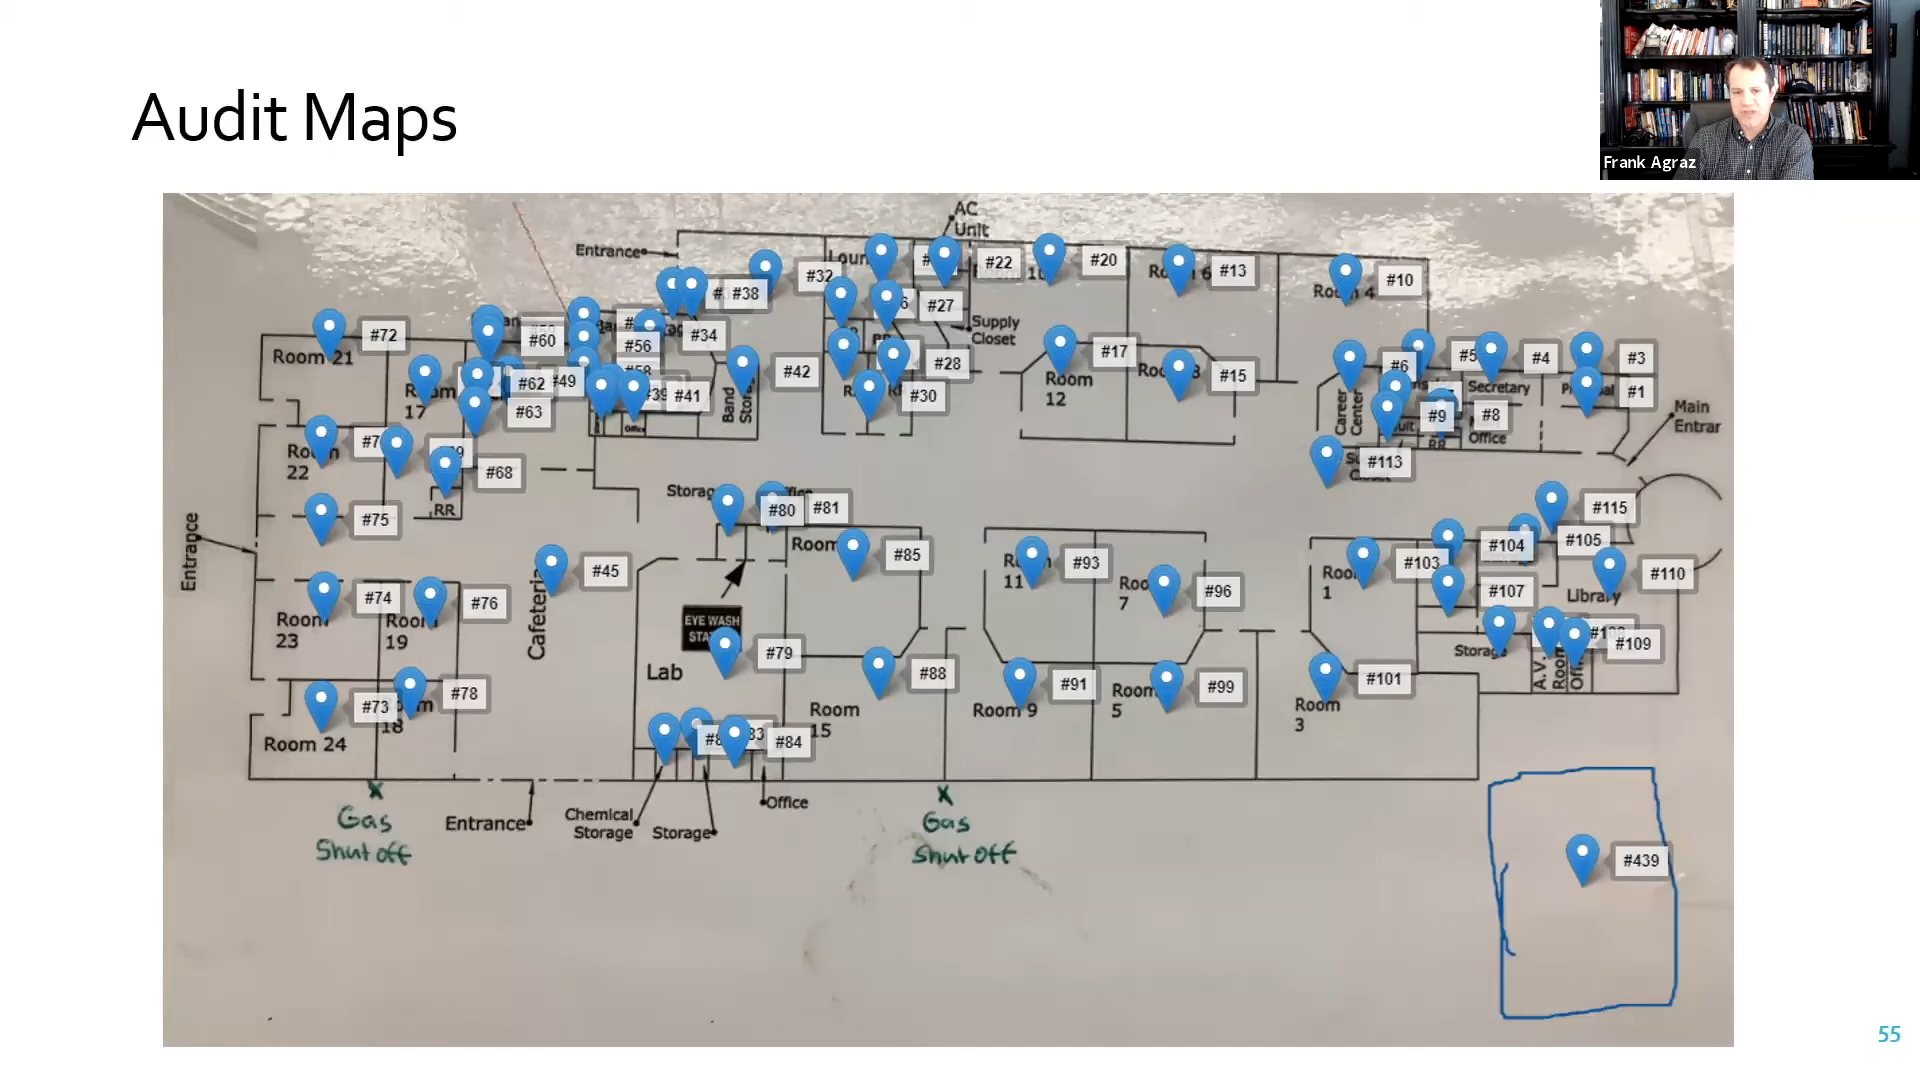 Audit Maps
Frank Agraz
AC
Unit
Entrance
#32
#22
#20
#13
#10
#38
#27
Supply
Closet
#34
#72
Room 21
#60
#56
#28
#42
#30
#17
Room
12
#15
#6
#4
#3
Secretary
#1
Career
Center
#9
#8
Office
RR
Main
#62
#49
#41
17
#63
Band
#113
22
#68
#75
RR
Storage
#80
#81
#115
Entrance
#45
Room
#85
11
#93
7
#96
1
#103
#104
#105
#107
#110
Library
Cafeteria
#74
Room
23
#76
Room
19
EYE WASH
Lab
#79
#88
Room
15
Room 9
#91
Room
5
#99
Room
3
#101
Storage
#109
A.V.
Room
#73
#78
18
Room 24
#84
Gas
Shut off
Entrance
Chemical
Storage
Storage
Office
Gas
Shut off
#439
55